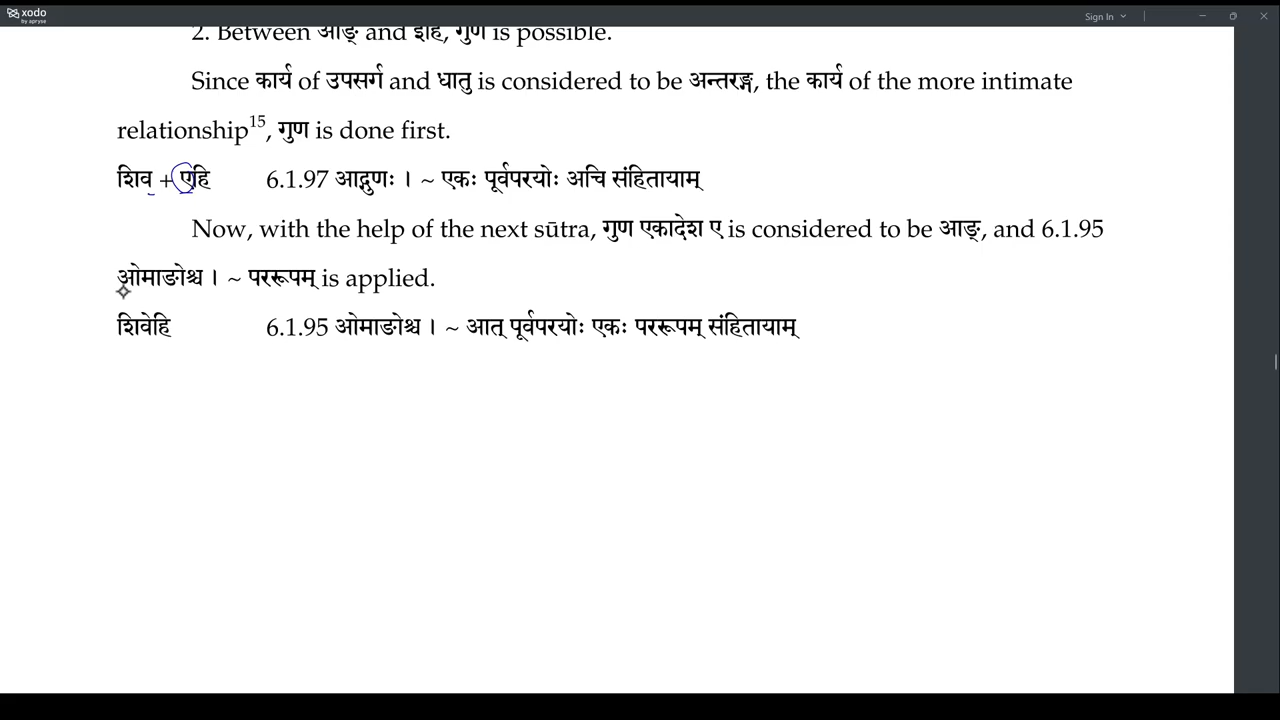 xodo
by apryse
Sign In
2. Between आङ् and इहि, गुण is possible.
Since कार्य of उपसर्ग and धातु is considered to be अन्तरङ्ग, the कार्य of the more intimate
relationship15, गुण is done first.
शिव + एहि 6.1.97 आद्गुणः । ~ एकः पूर्वपरयोः अचि संहितायाम्
Now, with the help of the next sūtra, गुण एकादेश ए is considered to be आङ्, and 6.1.95
ओमाङोश्च । ~ पररूपम् is applied.
शिवेहि 6.1.95 ओमाङोश्च । ~ आत् पूर्वपरयोः एकः पररूपम् संहितायाम्